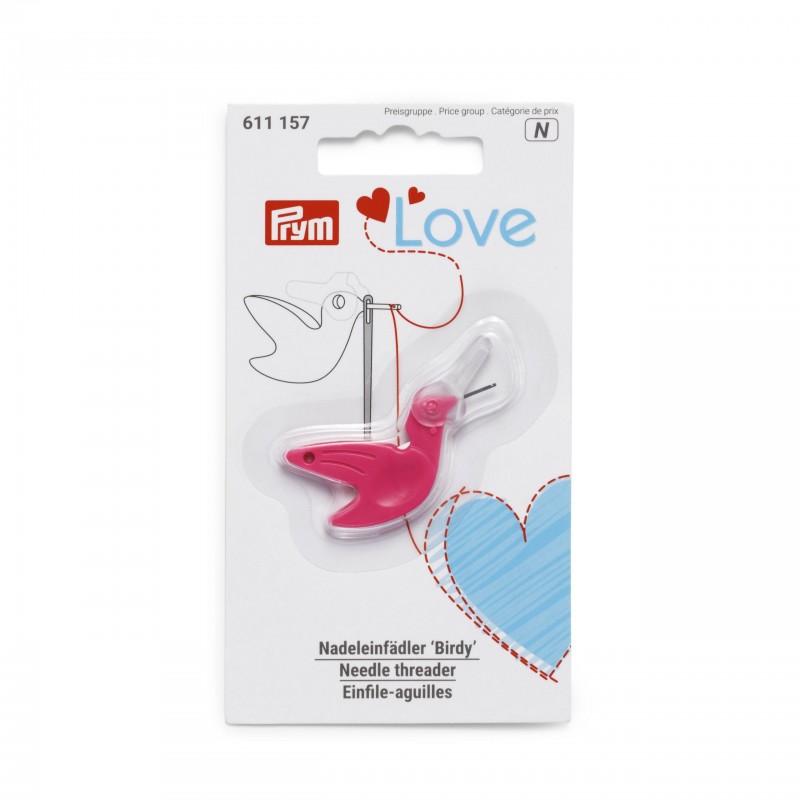 Preisgruppe . Price group . Catégorie de prix
611 157
N
Prym
Love
Nadeleinfädler 'Birdy'
Needle threader
Einfile-aguilles